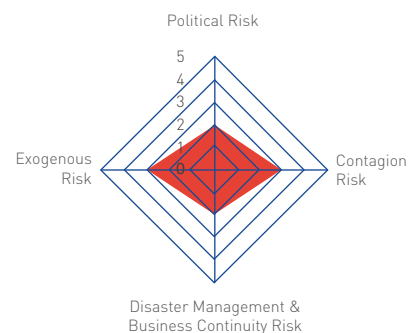 Political Risk
5
4
3
2
1
0
Exogenous
Risk
Contagion
Risk
Disaster Management &
Business Continuity Risk